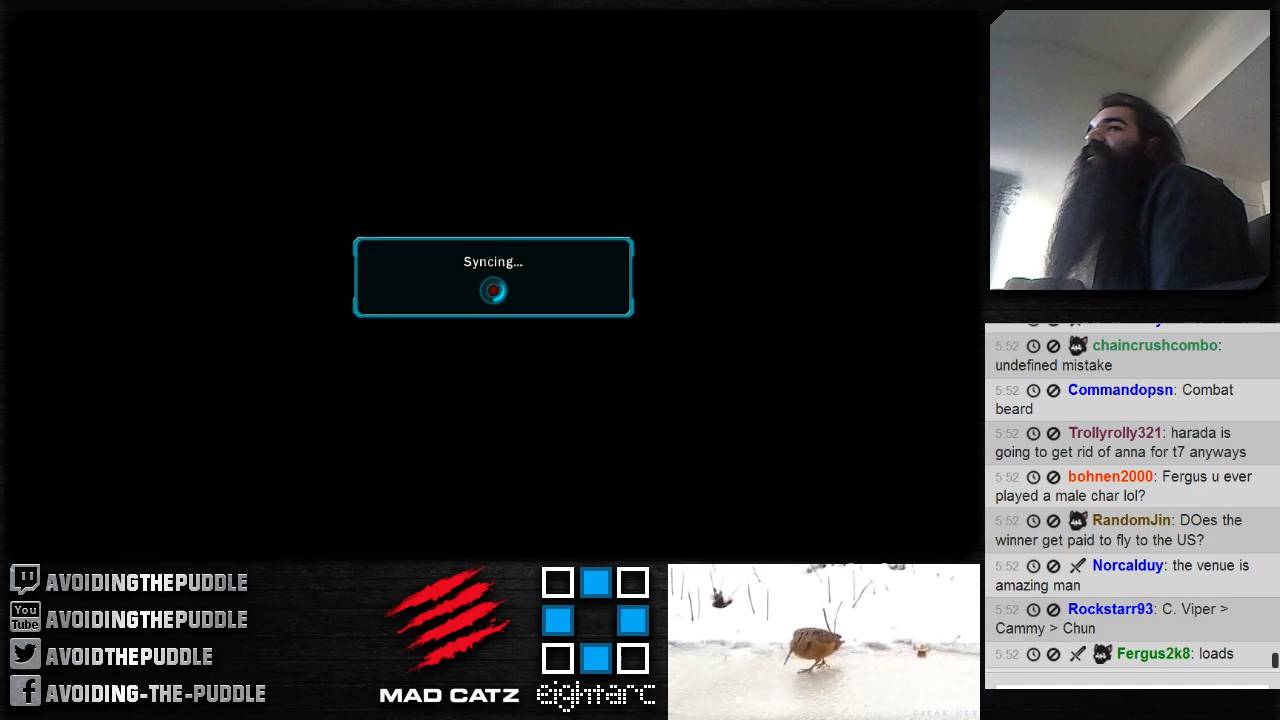 Syncing...
5:52 chaincrushcombo:
undefined mistake
5:52 Commandopsn: Combat
beard
5:52 Trollyrolly321: harada is
going to get rid of anna for t7 anyways
5:52 bohnen2000: Fergus u ever
played a male char lol?
5:52 RandomJin: DOes the
winner get paid to fly to the US?
5:52 Norcalduy: the venue is
amazing man
5:52 Rockstarr93: C. Viper >
Cammy > Chun
5:52 Fergus2k8: loads
AVOIDINGTHEPUDDLE
You
Tube AVOIDINGTHEPUDDLE
AVOIDTHEPUDDLE
f AVOIDING-THE-PUDDLE
MAD CATZ
eightarc